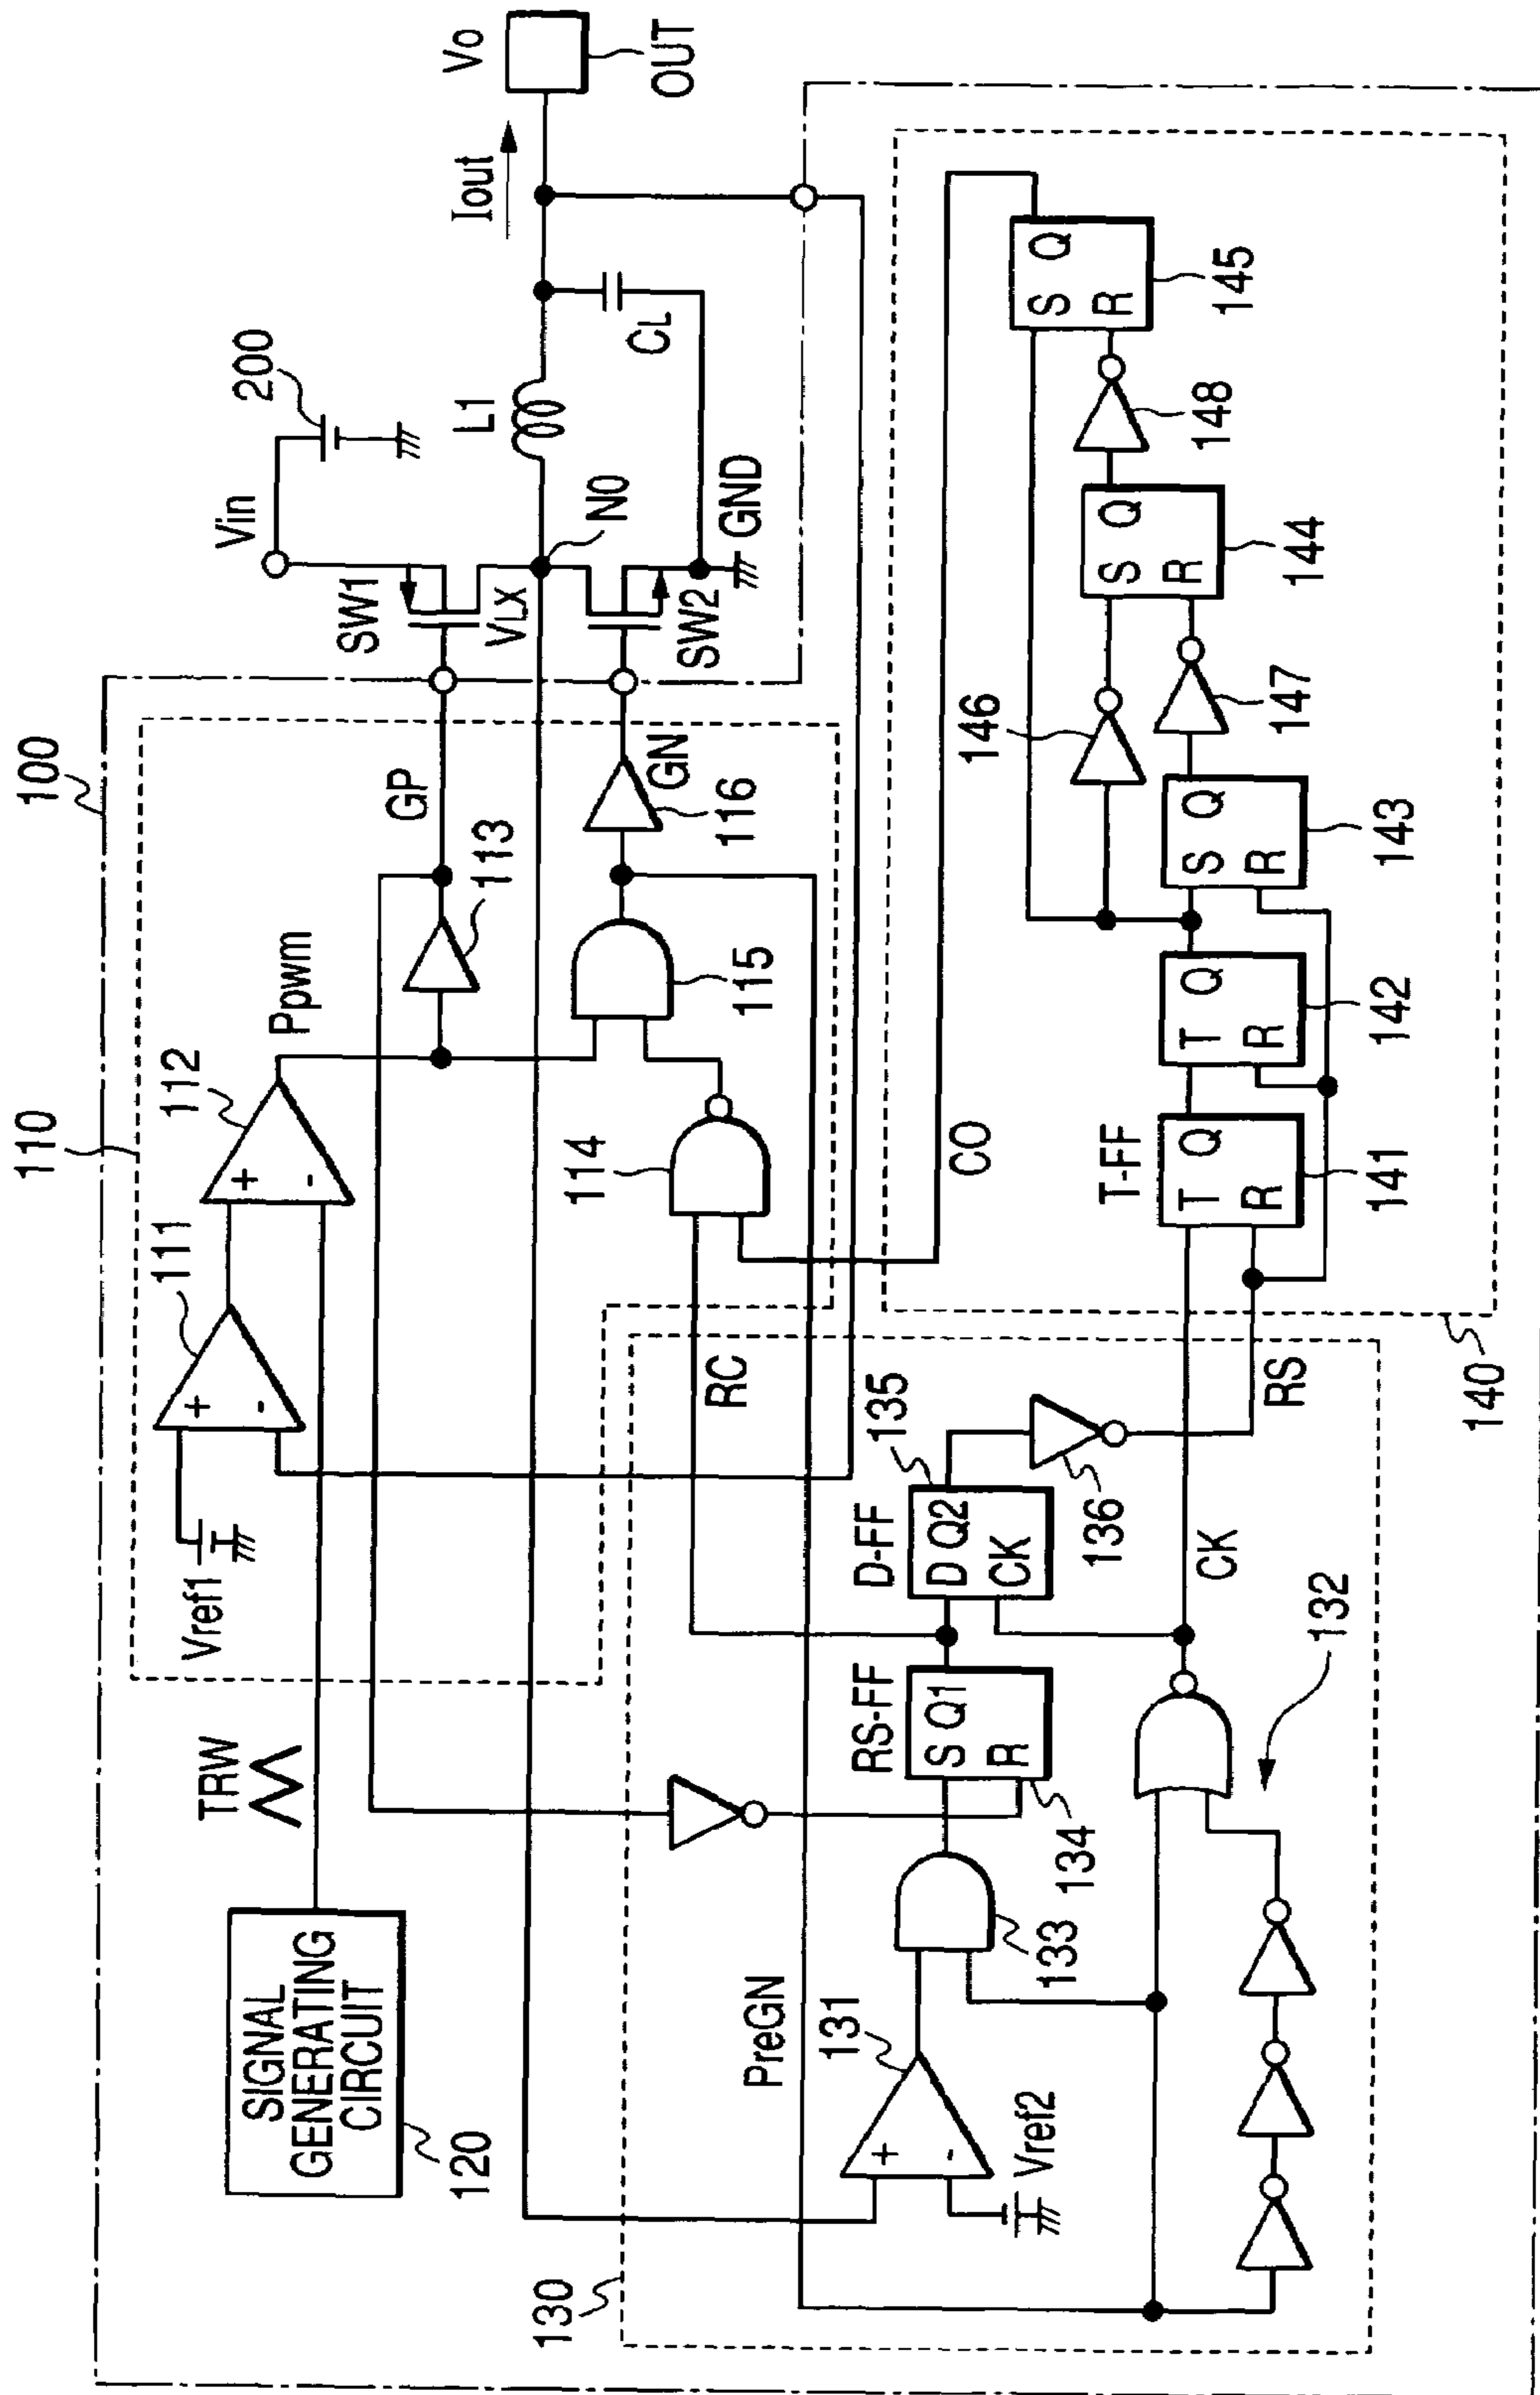 100
110
111
112
Ppwm
GP
113
Vref1
+
-
+
-
TRW
SIGNAL
GENERATING
CIRCUIT
120
114
115
116
GN
Vin
200
SW1
VLX
N0
SW2
GND
L1
CL
Iout
Vo
OUT
130
PreGN
131
+
-
Vref2
133
RS-FF
S Q1
R
134
RC
D-FF
D Q2
CK
135
136
CK
RS
132
140
CO
T-FF
T Q
R
141
T Q
R
142
S Q
R
143
146
147
S Q
R
144
148
S Q
R
145